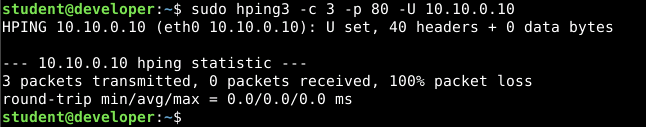 student@developer:~$ sudo hping3 -c 3 -p 80 -U 10.10.0.10
HPING 10.10.0.10 (eth0 10.10.0.10): U set, 40 headers + 0 data bytes
--- 10.10.0.10 hping statistic ---
3 packets transmitted, 0 packets received, 100% packet loss
round-trip min/avg/max = 0.0/0.0/0.0 ms
student@developer:~$